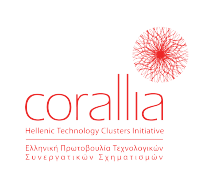 corallia
Hellenic Technology Clusters Initiative
Ελληνική Πρωτοβουλία Τεχνολογικών
Συνεργατικών Σχηματισμών